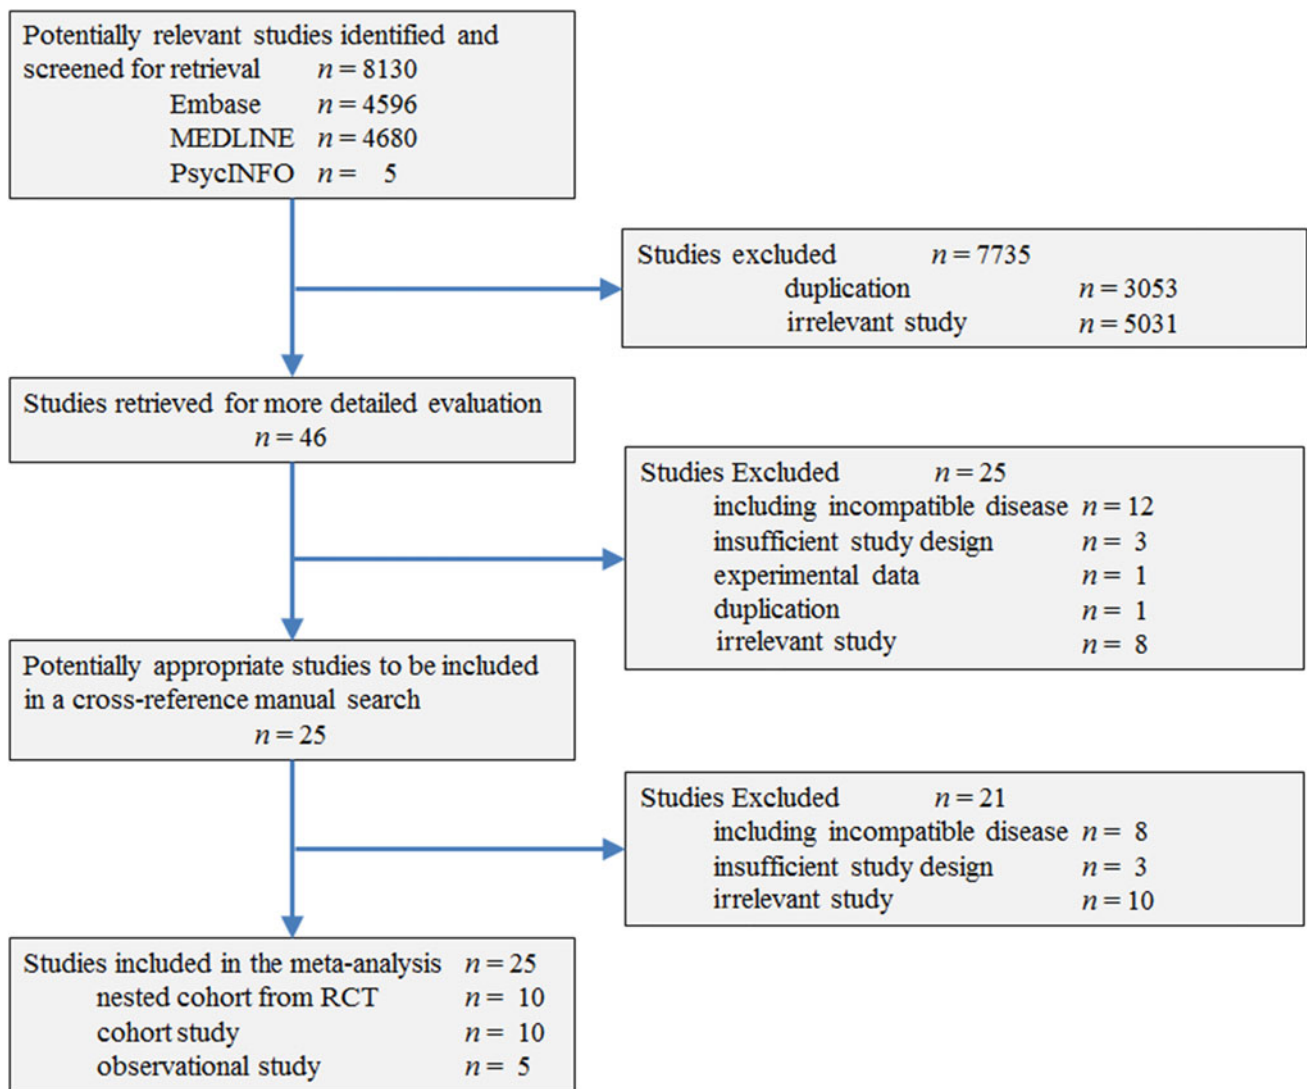 Potentially relevant studies identified and
screened for retrieval n = 8130
Embase n = 4596
MEDLINE n = 4680
PsycINFO n = 5
Studies excluded n = 7735
duplication n = 3053
irrelevant study n = 5031
Studies retrieved for more detailed evaluation
n = 46
Studies Excluded n = 25
including incompatible disease n = 12
insufficient study design n = 3
experimental data n = 1
duplication n = 1
irrelevant study n = 8
Potentially appropriate studies to be included
in a cross-reference manual search
n = 25
Studies Excluded n = 21
including incompatible disease n = 8
insufficient study design n = 3
irrelevant study n = 10
Studies included in the meta-analysis n = 25
nested cohort from RCT n = 10
cohort study n = 10
observational study n = 5